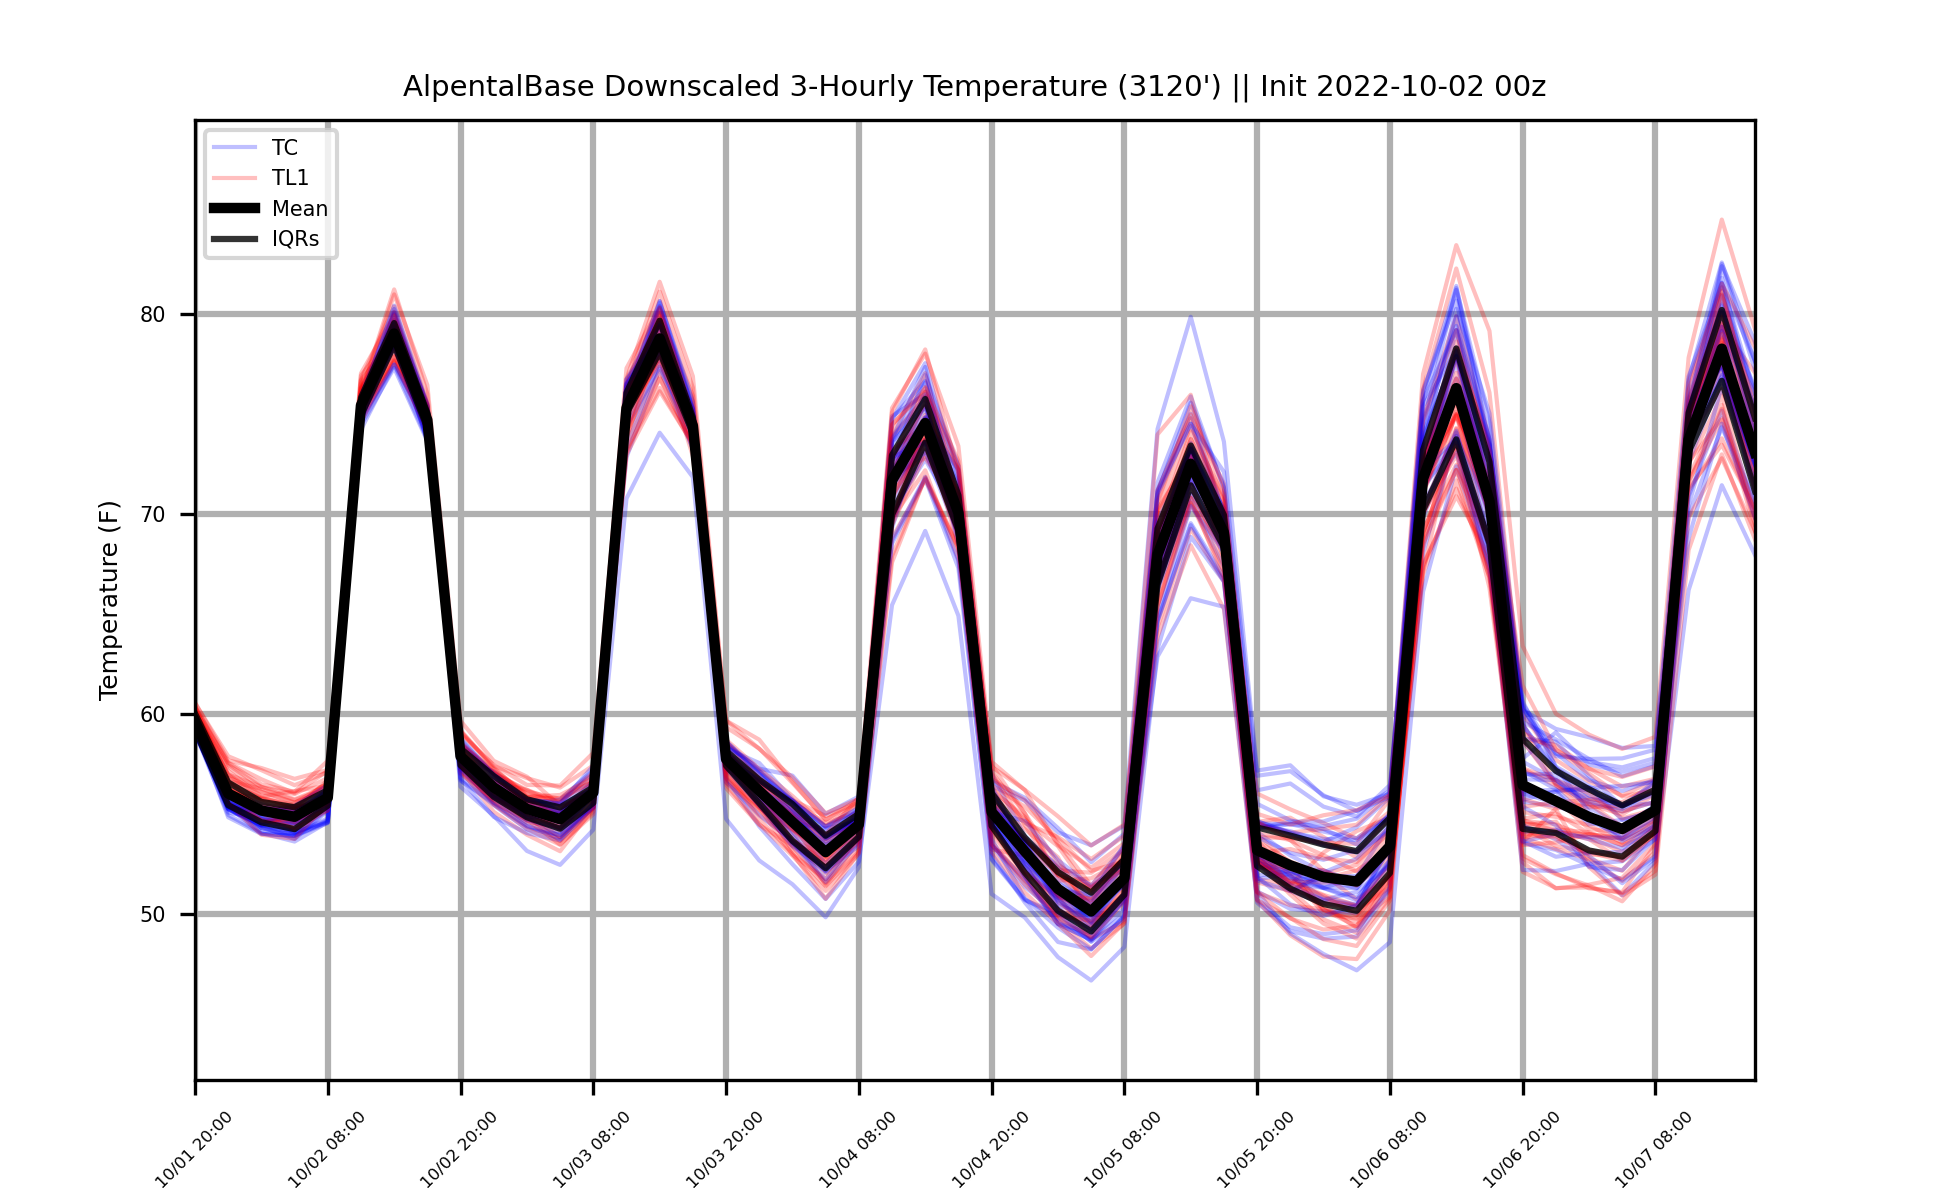 AlpentalBase Downscaled 3-Hourly Temperature (3120') || Init 2022-10-02 00z
TC
TL1
Mean
IQRs
Temperature (F)
80
70
60
50
10/01 20:00
10/02 08:00
10/02 20:00
10/03 08:00
10/03 20:00
10/04 08:00
10/04 20:00
10/05 08:00
10/05 20:00
10/06 08:00
10/06 20:00
10/07 08:00